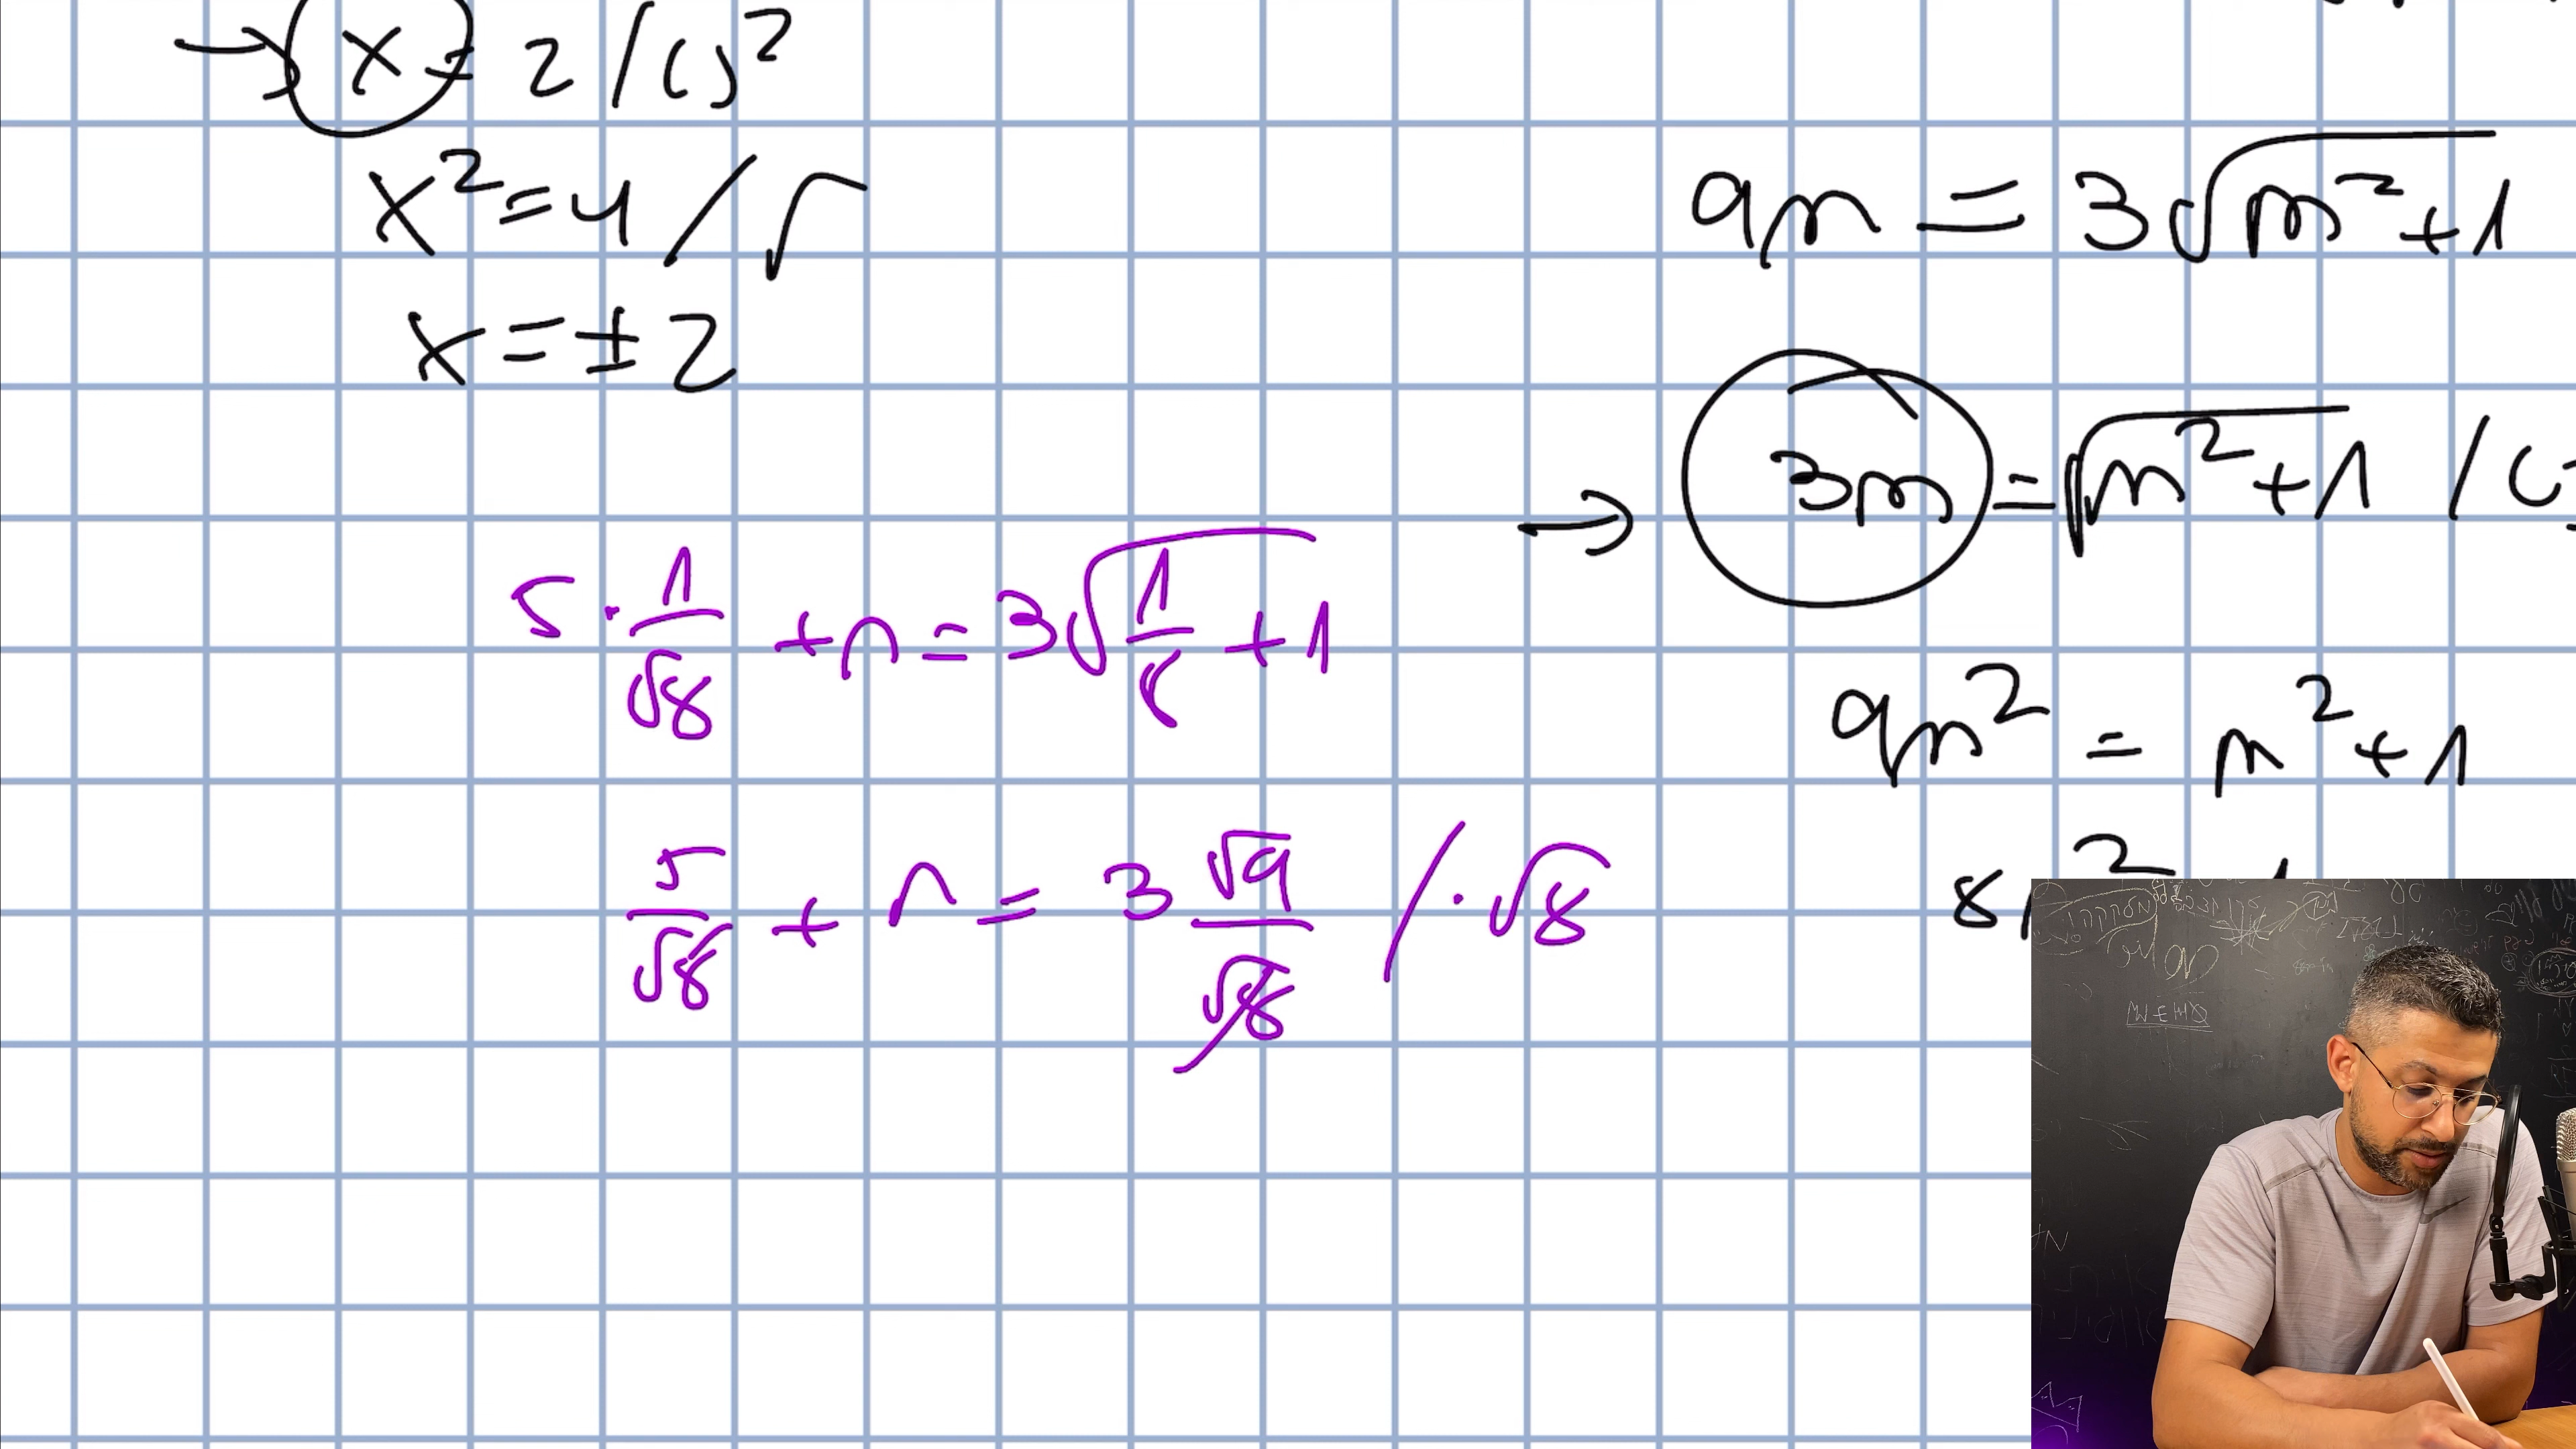 → x = 2 / ( )²
x² = 4 / √
x = ± 2
9m = 3√(m²+1)
→ 3m = √(m²+1) /
5 · 1/√8 + n = 3√(1/8 + 1)
9m² = m² + 1
5/√8 + n = 3 √9/√8 / · √8